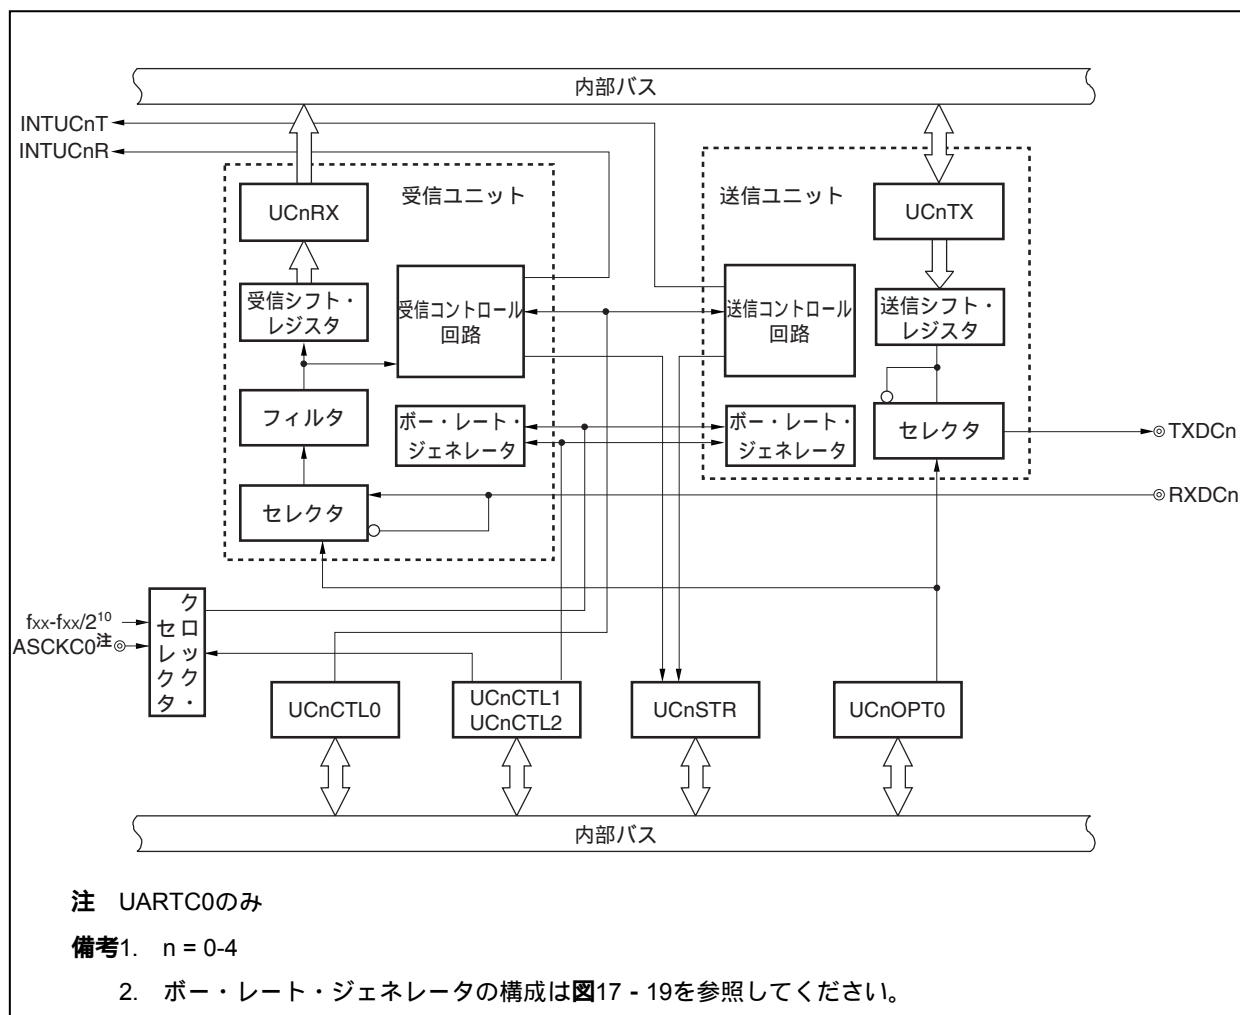 内部バス
INTUCnT
INTUCnR
受信ユニット
UCnRX
受信シフト・
レジスタ
受信コントロール
回路
フィルタ
ボー・レート・
ジェネレータ
セレクタ
送信ユニット
UCnTX
送信コントロール
回路
送信シフト・
レジスタ
ボー・レート・
ジェネレータ
セレクタ
TXDCn
RXDCn
fxx-fxx/2¹⁰
ASCKC0注
クロック・
セレクタ
UCnCTL0
UCnCTL1
UCnCTL2
UCnSTR
UCnOPT0
内部バス
注 UARTC0のみ
備考1. n = 0-4
2. ボー・レート・ジェネレータの構成は図17-19を参照してください。